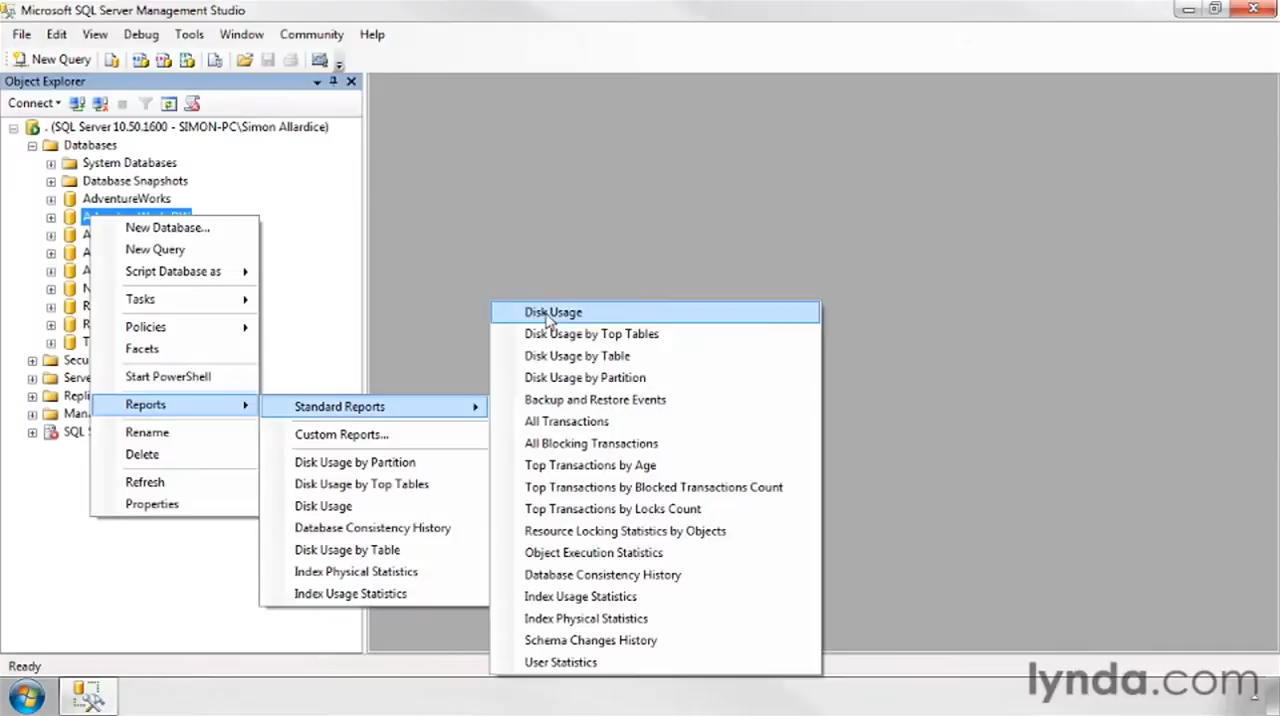 Microsoft SQL Server Management Studio
File Edit View Debug Tools Window Community Help
New Query
Object Explorer
Connect
. (SQL Server 10.50.1600 - SIMON-PC\Simon Allardice)
Databases
System Databases
Database Snapshots
AdventureWorks
A
A
A
N
R
R
T
Secu
Serve
Repli
Man
SQL S
New Database...
New Query
Script Database as
Tasks
Policies
Facets
Start PowerShell
Reports
Rename
Delete
Refresh
Properties
Standard Reports
Custom Reports...
Disk Usage by Partition
Disk Usage by Top Tables
Disk Usage
Database Consistency History
Disk Usage by Table
Index Physical Statistics
Index Usage Statistics
Disk Usage
Disk Usage by Top Tables
Disk Usage by Table
Disk Usage by Partition
Backup and Restore Events
All Transactions
All Blocking Transactions
Top Transactions by Age
Top Transactions by Blocked Transactions Count
Top Transactions by Locks Count
Resource Locking Statistics by Objects
Object Execution Statistics
Database Consistency History
Index Usage Statistics
Index Physical Statistics
Schema Changes History
User Statistics
Ready
lynda.com